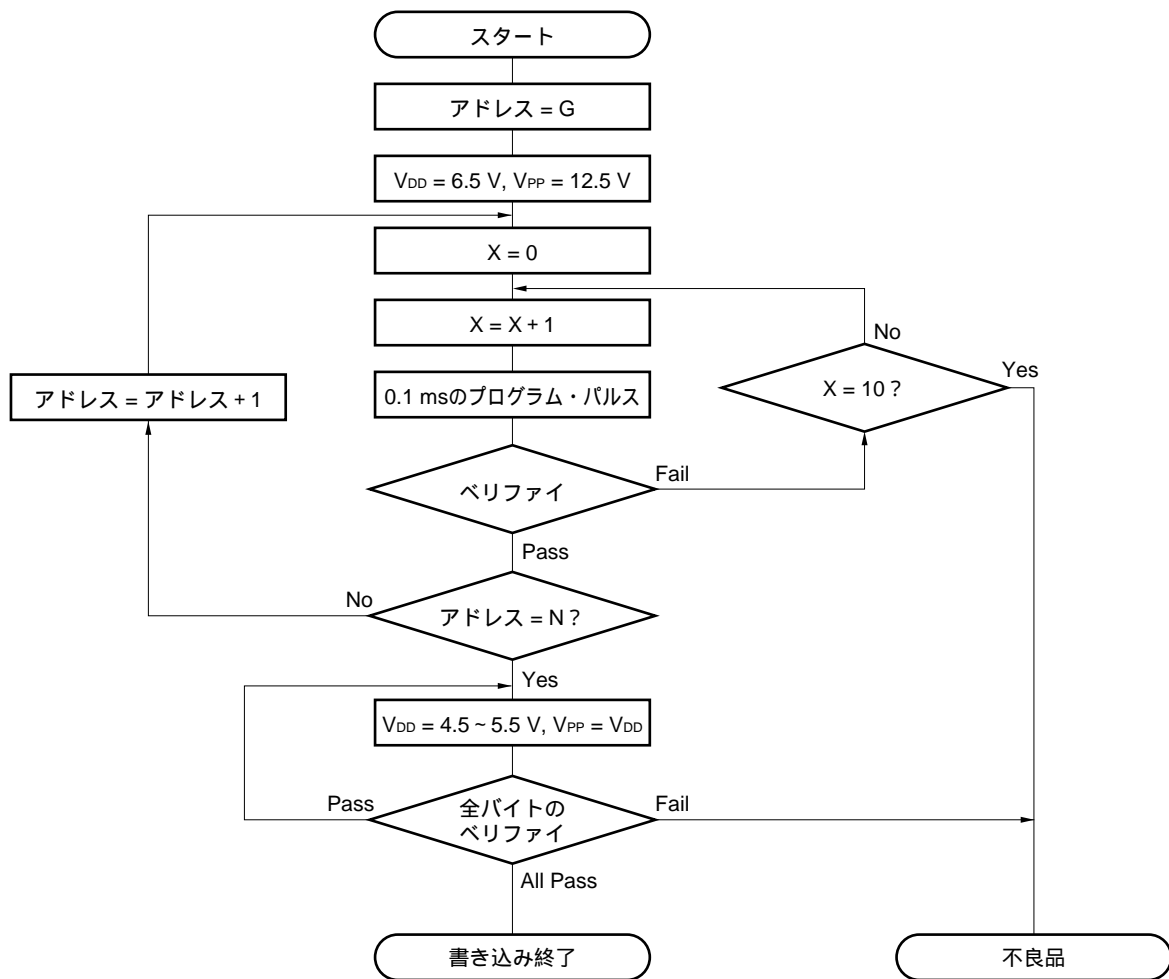 スタート
アドレス = G
VDD = 6.5 V, VPP = 12.5 V
X = 0
X = X + 1
No
Yes
アドレス = アドレス + 1
0.1 msのプログラム・パルス
X = 10 ?
ベリファイ
Fail
Pass
No
アドレス = N ?
Yes
VDD = 4.5 ~ 5.5 V, VPP = VDD
Pass
全バイトの
ベリファイ
Fail
All Pass
書き込み終了
不良品